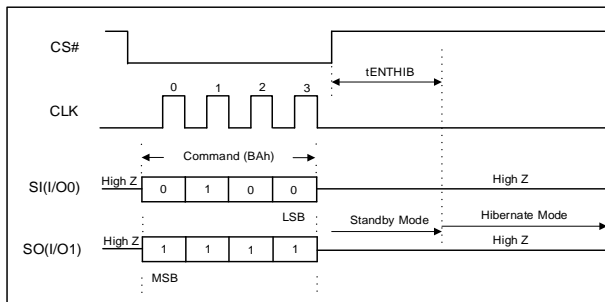 CS#
tENTHIB
0 1 2 3
CLK
Command (BAh)
High Z
High Z
SI(I/O0)
0 1 0 0
LSB
Standby Mode
Hibernate Mode
High Z
High Z
SO(I/O1)
1 1 1 1
MSB